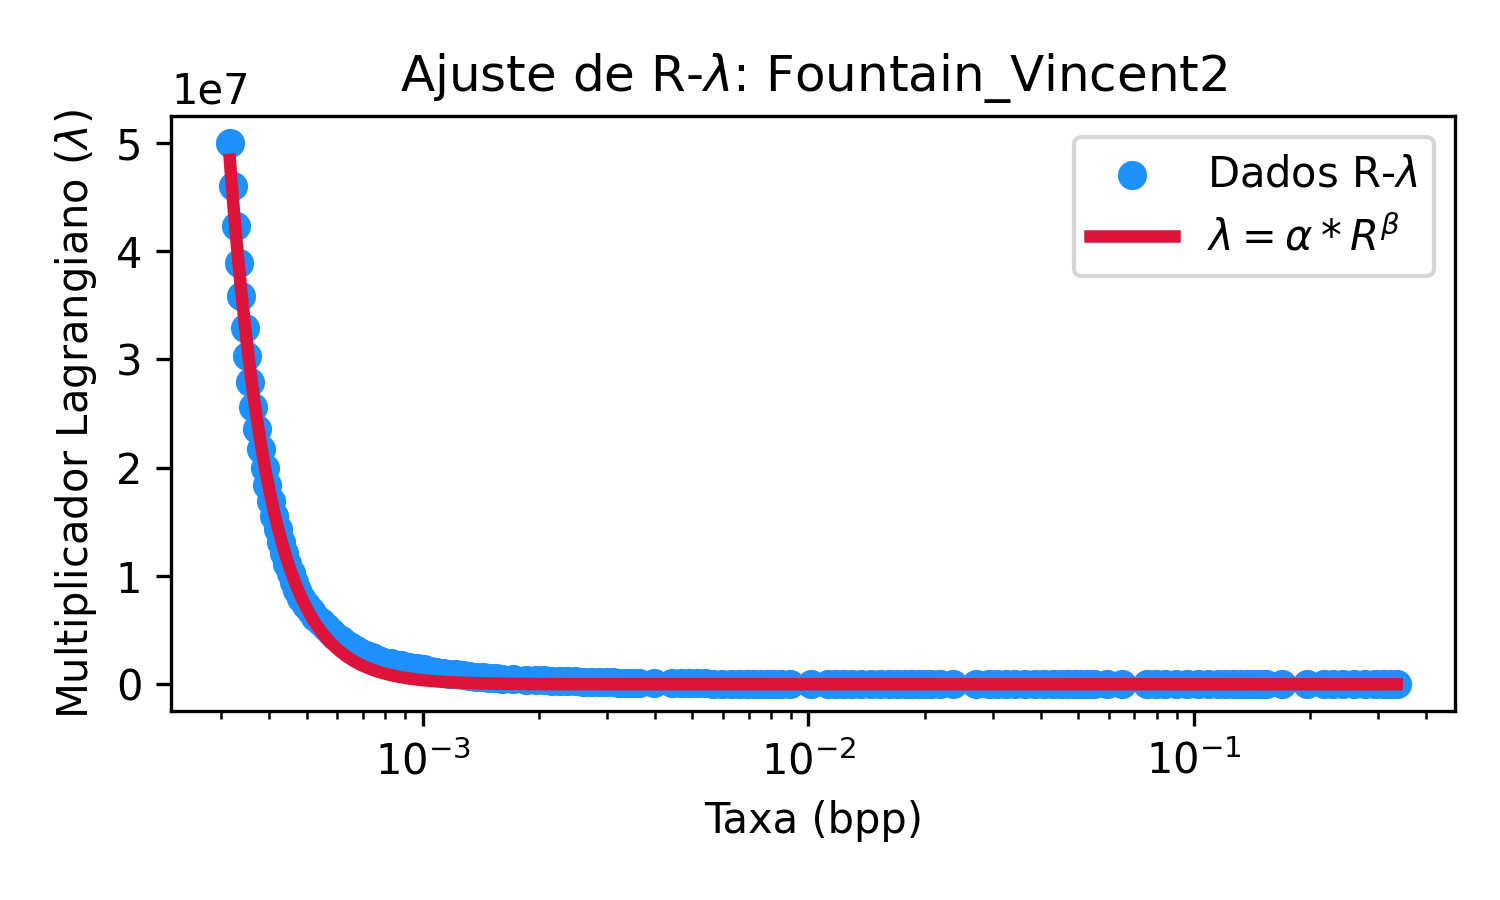 Ajuste de R-λ: Fountain_Vincent2
1e7
Multiplicador Lagrangiano (λ)
5
4
3
2
1
0
Dados R-λ
λ = α * R^β
10⁻³
10⁻²
10⁻¹
Taxa (bpp)